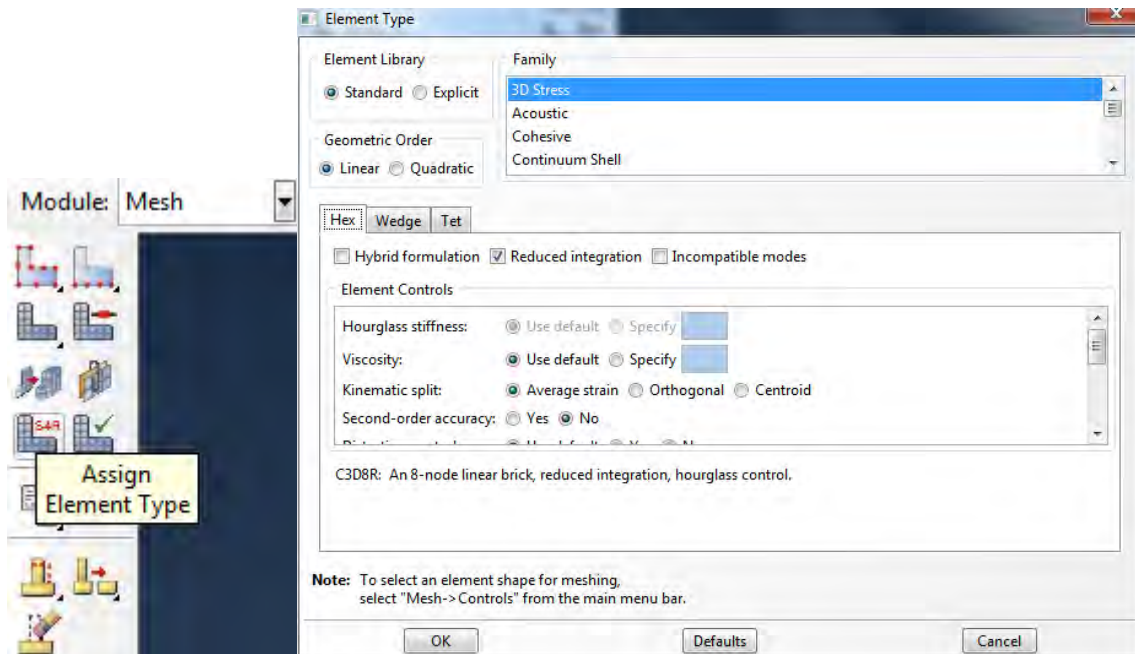 Module: Mesh
S4R
Assign
Element Type
Element Type
Element Library
Standard Explicit
Geometric Order
Linear Quadratic
Family
3D Stress
Acoustic
Cohesive
Continuum Shell
Hex Wedge Tet
Hybrid formulation Reduced integration Incompatible modes
Element Controls
Hourglass stiffness: Use default Specify
Viscosity: Use default Specify
Kinematic split: Average strain Orthogonal Centroid
Second-order accuracy: Yes No
C3D8R: An 8-node linear brick, reduced integration, hourglass control.
Note: To select an element shape for meshing,
select "Mesh->Controls" from the main menu bar.
OK Defaults Cancel